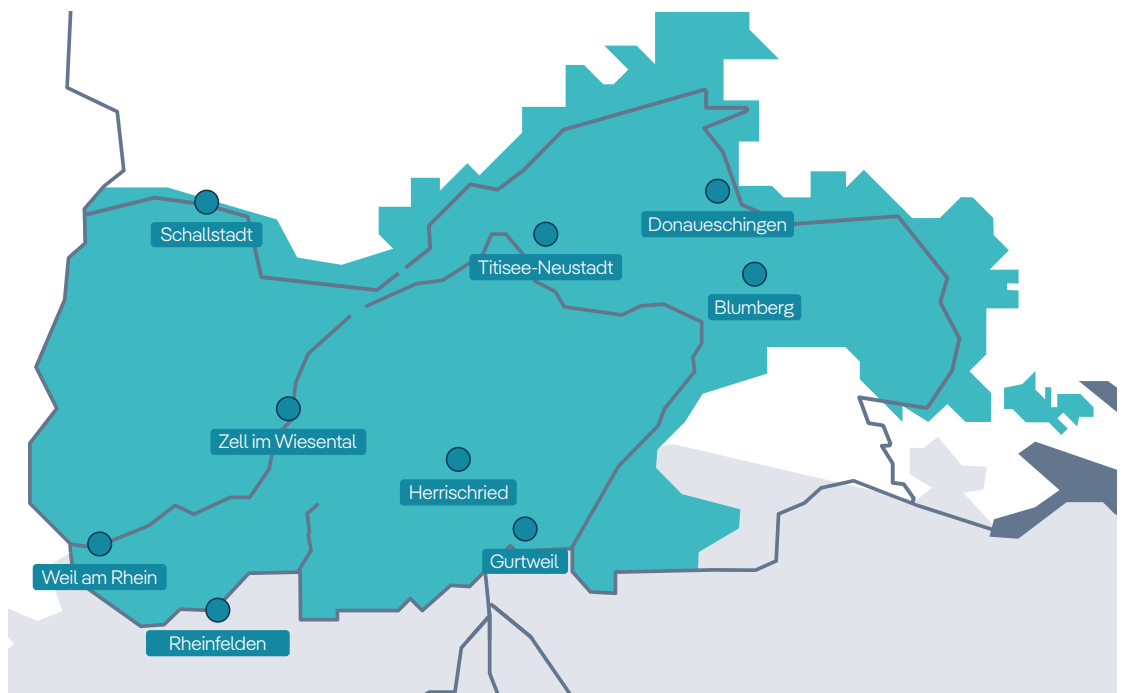 Schallstadt
Donaueschingen
Titisee-Neustadt
Blumberg
Zell im Wiesental
Herrischried
Gurtweil
Weil am Rhein
Rheinfelden